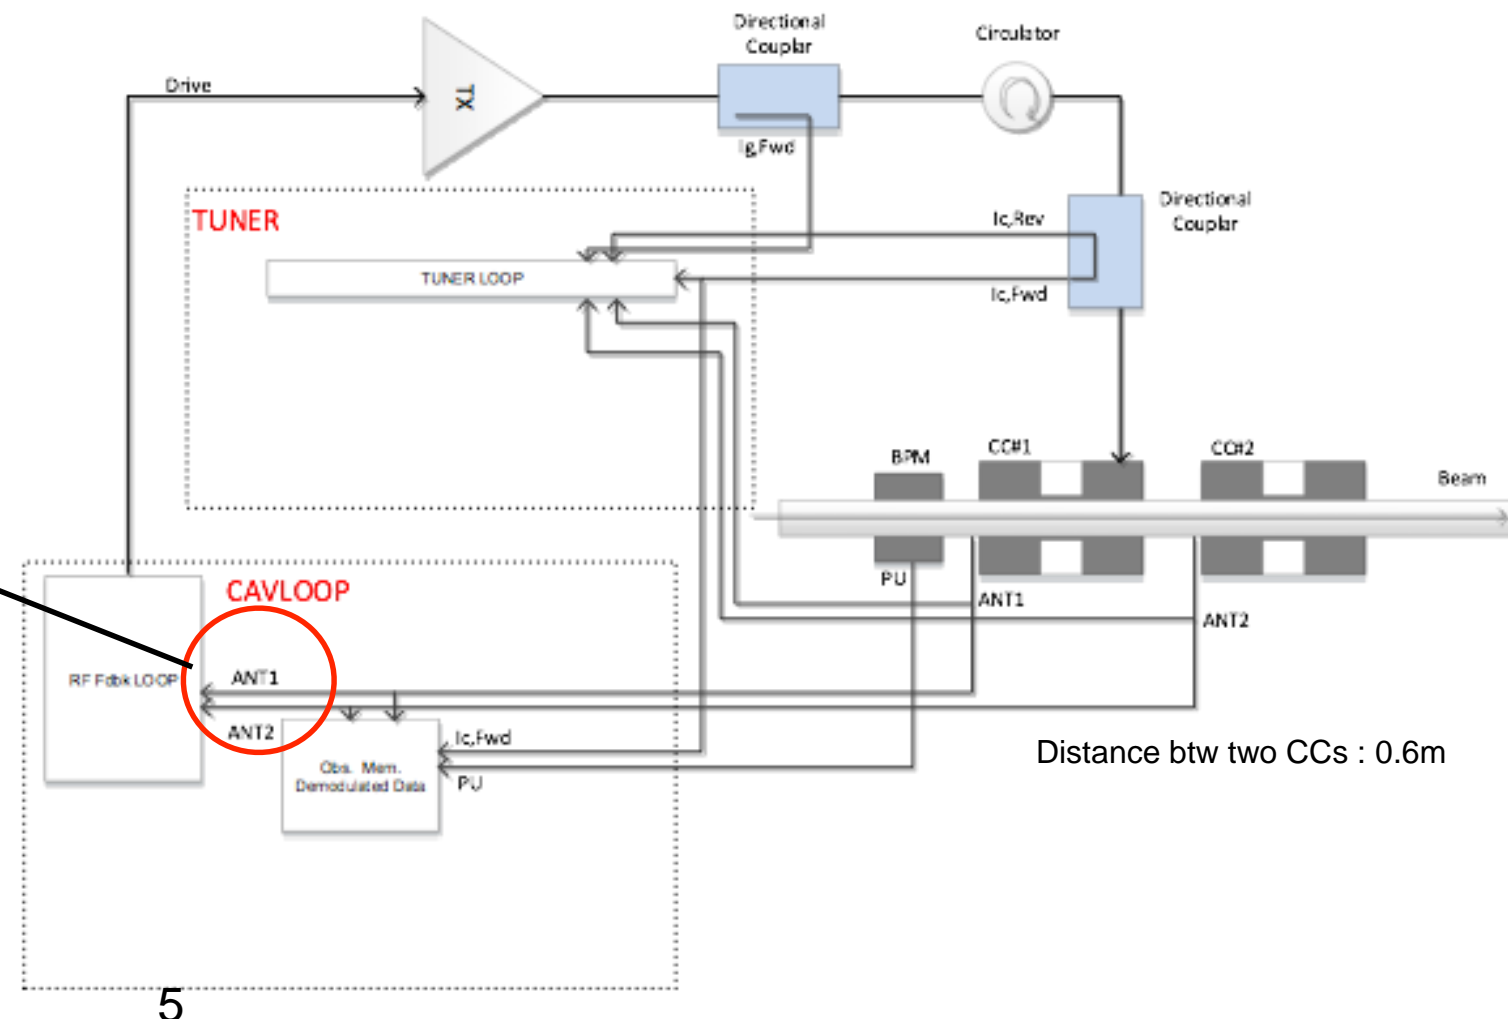 Directional
Couplar
Circulator
Drive
TX
Ig,Fwd
Directional
Couplar
TUNER
Ic,Rev
TUNER LOOP
Ic,Fwd
BPM
CC#1
CC#2
Beam
PU
ANT1
ANT2
CAVLOOP
RF Fdbk LOOP
ANT1
ANT2
Ic,Fwd
Obs. Mem.
Demodulated Data
PU
Distance btw two CCs : 0.6m
5